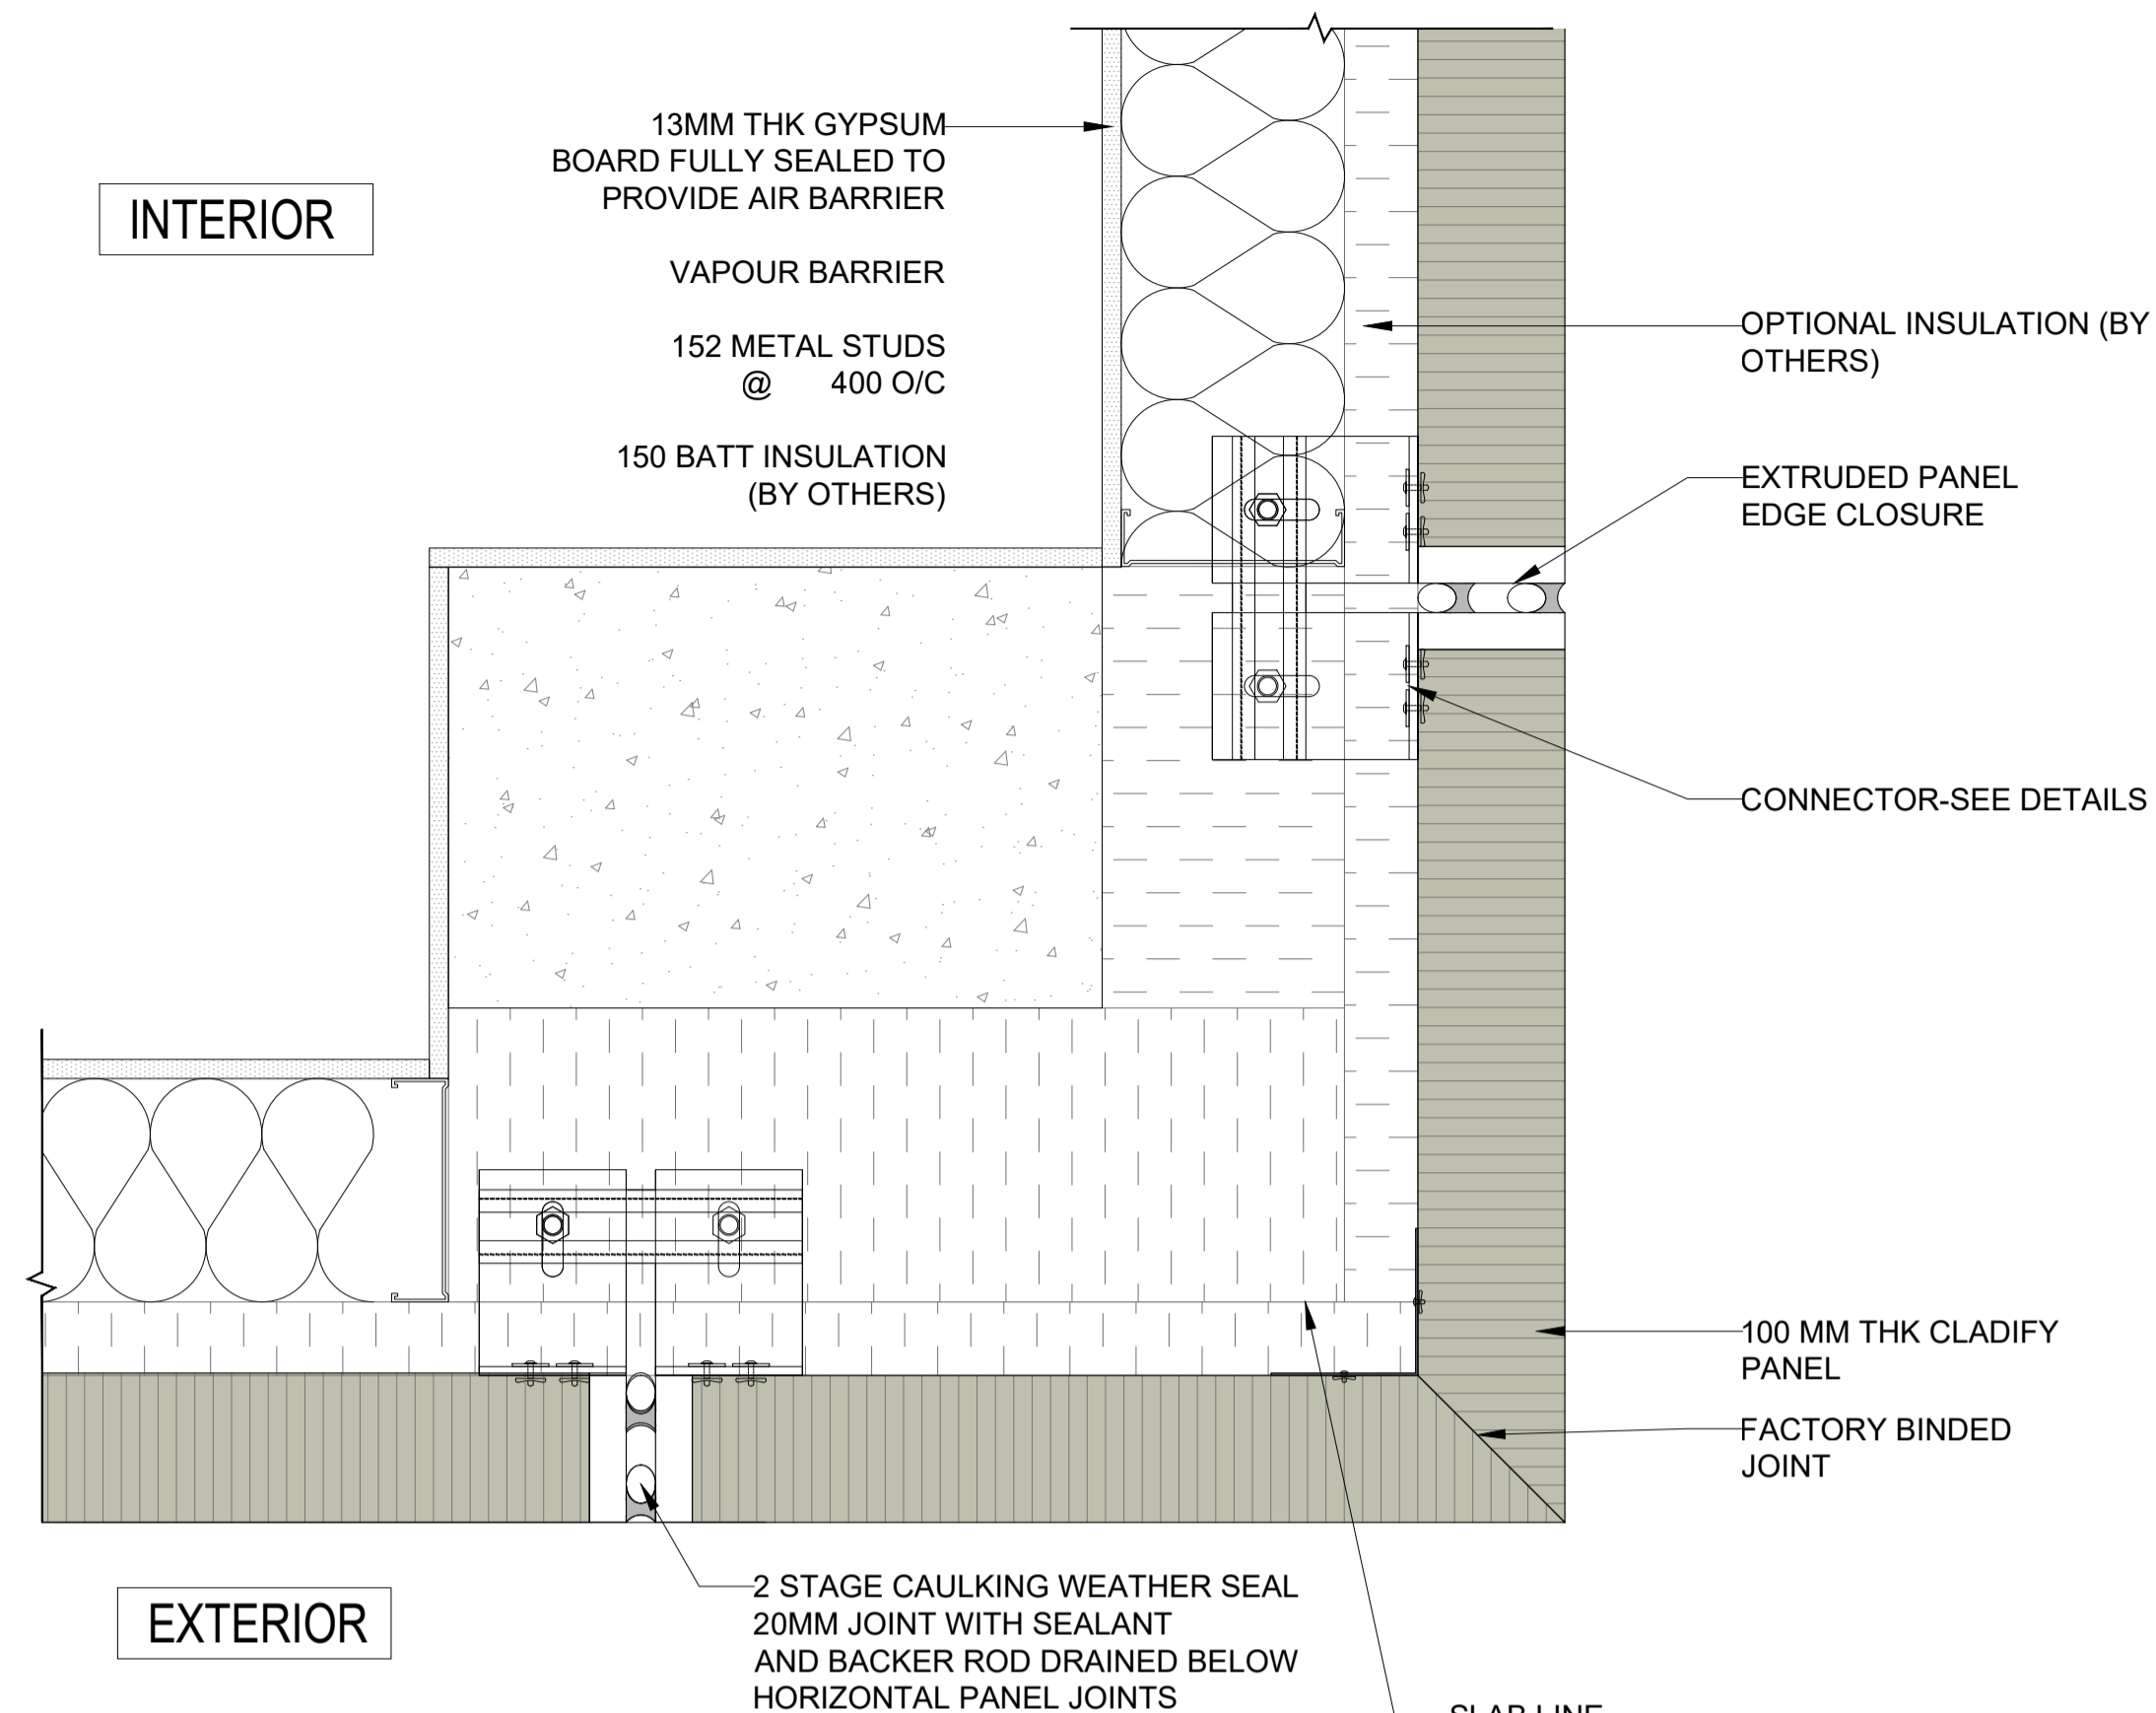 13MM THK GYPSUM
BOARD FULLY SEALED TO
PROVIDE AIR BARRIER
INTERIOR
VAPOUR BARRIER
152 METAL STUDS
@ 400 O/C
150 BATT INSULATION
(BY OTHERS)
OPTIONAL INSULATION (BY
OTHERS)
EXTRUDED PANEL
EDGE CLOSURE
CONNECTOR-SEE DETAILS
100 MM THK CLADIFY
PANEL
FACTORY BINDED
JOINT
2 STAGE CAULKING WEATHER SEAL
20MM JOINT WITH SEALANT
AND BACKER ROD DRAINED BELOW
HORIZONTAL PANEL JOINTS
EXTERIOR
SLAB LINE